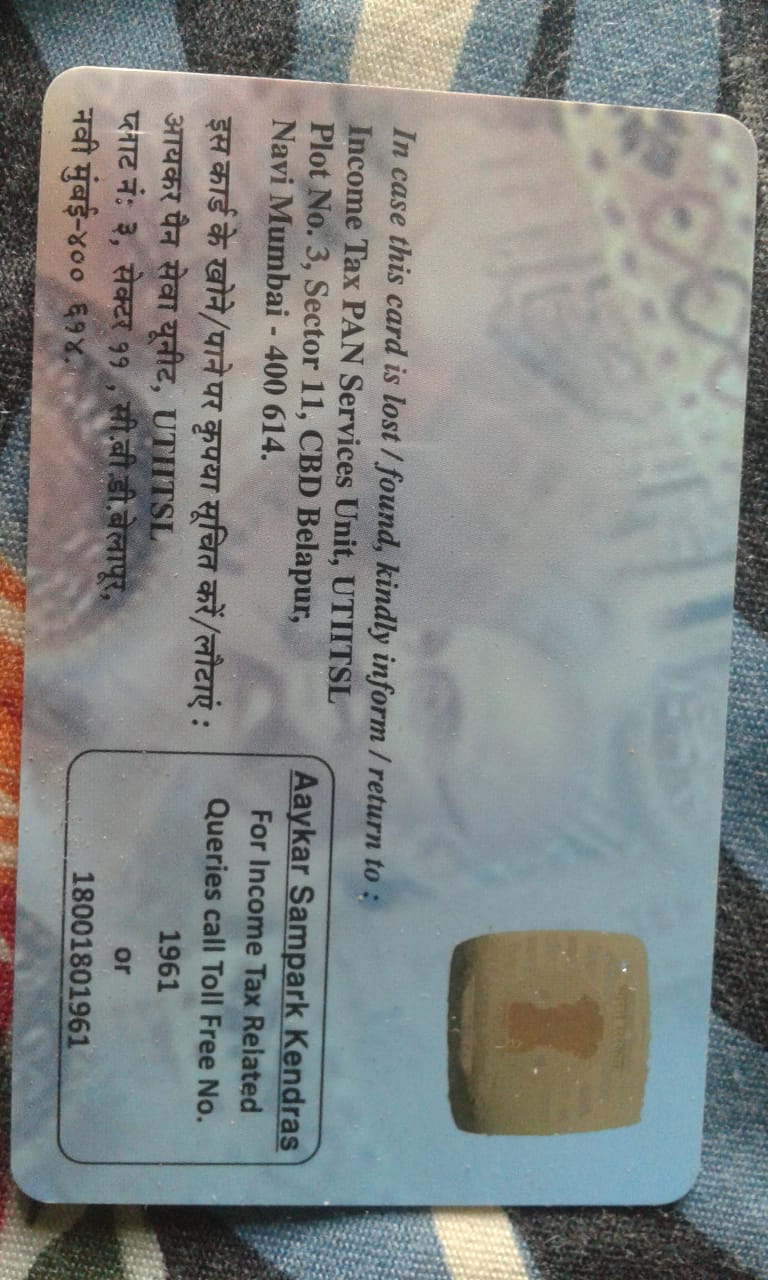 In case this card is lost / found, kindly inform / return to :
Income Tax PAN Services Unit, UTIITSL
Plot No. 3, Sector 11, CBD Belapur,
Navi Mumbai - 400 614.
इस कार्ड के खोने/पाने पर कृपया सूचित करें/लौटाएं :
आयकर पैन सेवा यूनीट, UTIITSL
प्लाट नं: ३, सेक्टर ११ , सी.बी.डी.बेलापूर,
नवी मुंबई-४०० ६१४.
Aaykar Sampark Kendras
For Income Tax Related
Queries call Toll Free No.
1961
or
18001801961